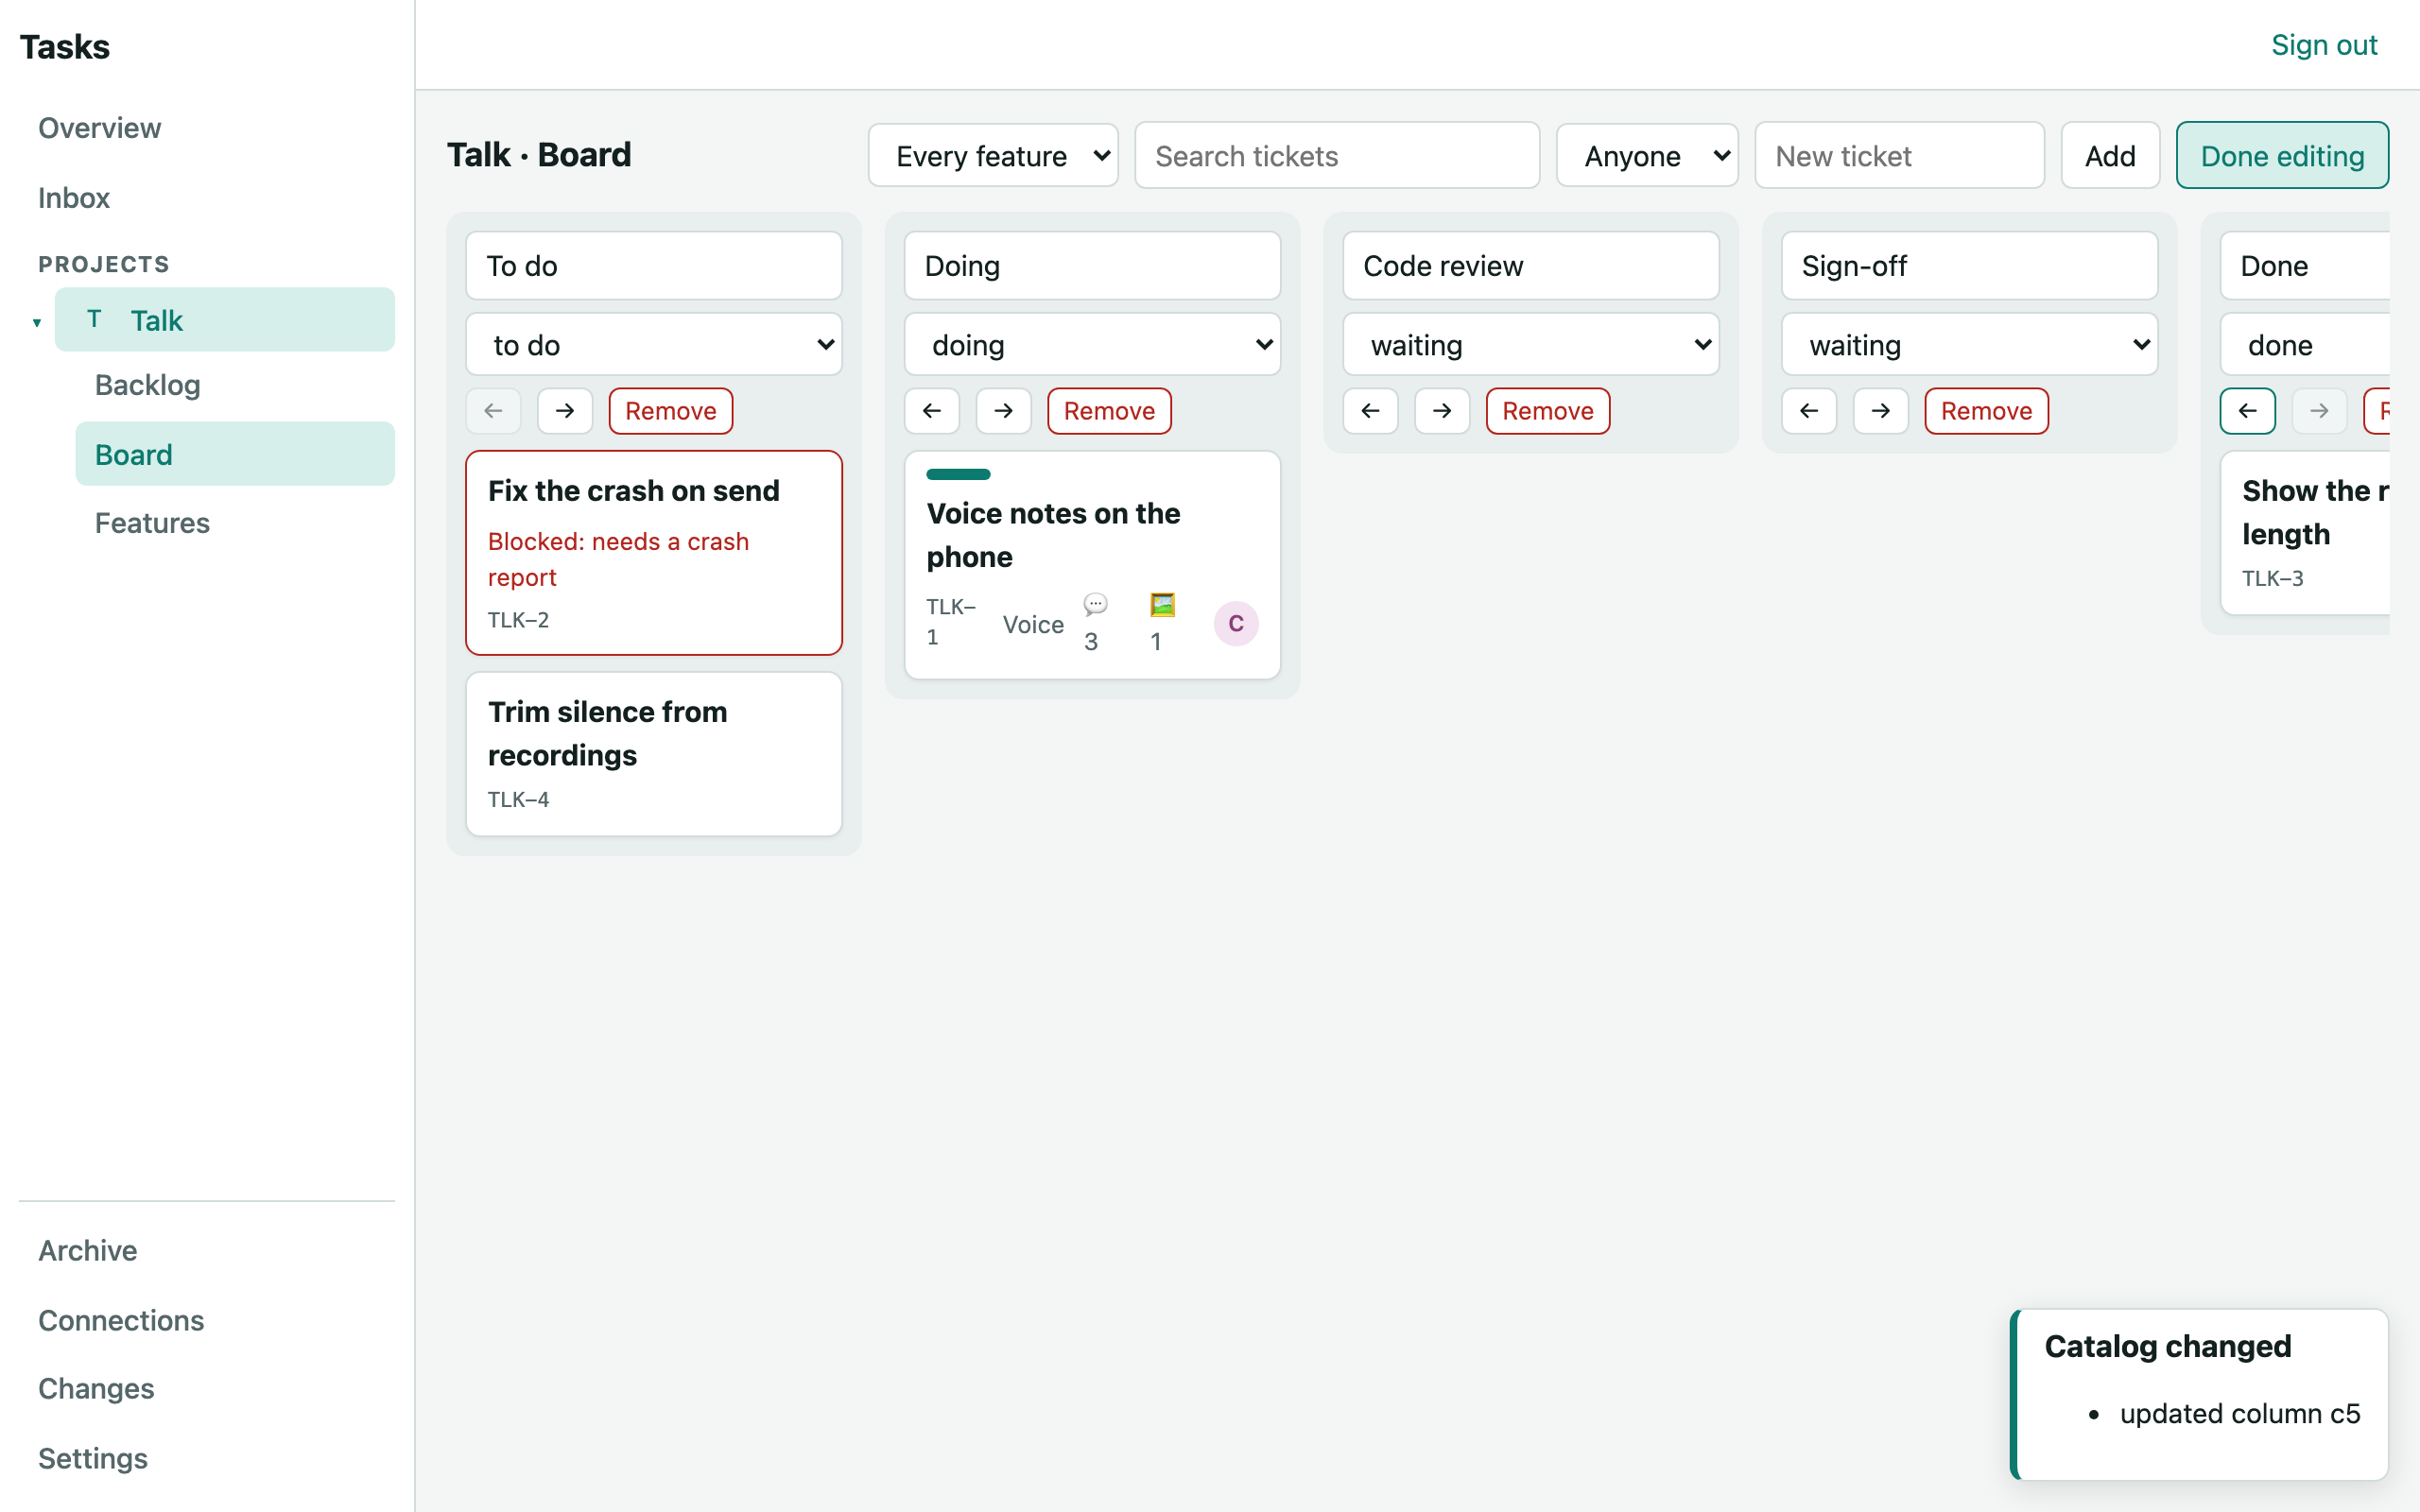 Tasks
Sign out
Overview
Inbox
PROJECTS
T Talk
Backlog
Board
Features
Archive
Connections
Changes
Settings
Talk · Board
Every feature
Search tickets
Anyone
New ticket
Add
Done editing
To do
to do
← → Remove
Fix the crash on send
Blocked: needs a crash
report
TLK–2
Trim silence from
recordings
TLK–4
Doing
doing
← → Remove
Voice notes on the
phone
TLK–
1
Voice
3
1
C
Code review
waiting
← → Remove
Sign-off
waiting
← → Remove
Done
done
← →
Show the
length
TLK–3
Catalog changed
• updated column c5